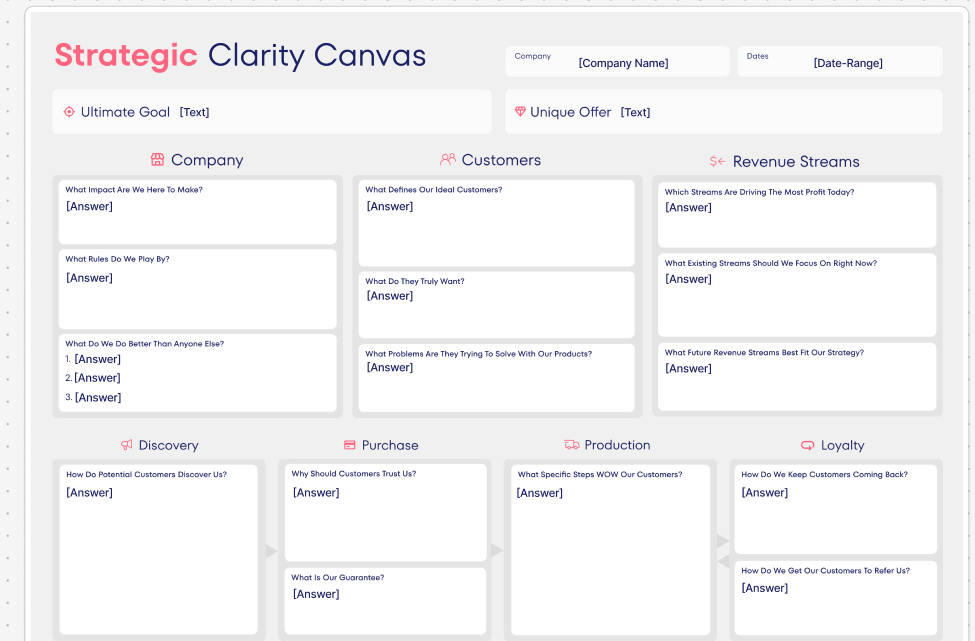 Strategic Clarity Canvas
Company
[Company Name]
Dates
[Date-Range]
Ultimate Goal [Text]
Unique Offer [Text]
Company
What Impact Are We Here To Make?
[Answer]
What Rules Do We Play By?
[Answer]
What Do We Do Better Than Anyone Else?
1. [Answer]
2. [Answer]
3. [Answer]
Customers
What Defines Our Ideal Customers?
[Answer]
What Do They Truly Want?
[Answer]
What Problems Are They Trying To Solve With Our Products?
[Answer]
Revenue Streams
Which Streams Are Driving The Most Profit Today?
[Answer]
What Existing Streams Should We Focus On Right Now?
[Answer]
What Future Revenue Streams Best Fit Our Strategy?
[Answer]
Discovery
How Do Potential Customers Discover Us?
[Answer]
Purchase
Why Should Customers Trust Us?
[Answer]
What Is Our Guarantee?
[Answer]
Production
What Specific Steps WOW Our Customers?
[Answer]
Loyalty
How Do We Keep Customers Coming Back?
[Answer]
How Do We Get Our Customers To Refer Us?
[Answer]